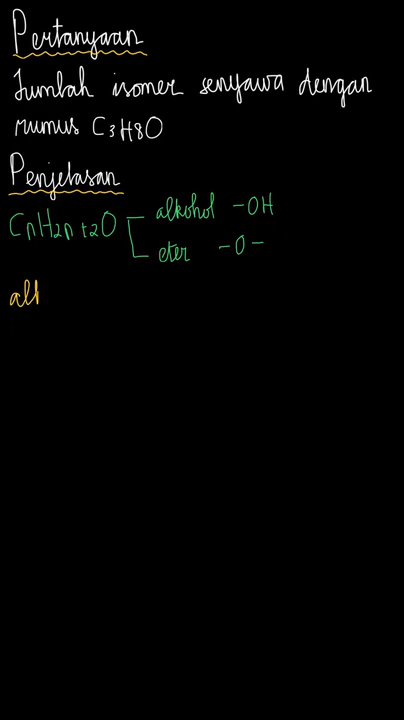 Pertanyaan
Jumlah isomer senyawa dengan
rumus C3H8O
Penjelasan
CnH2n+2O
alkohol -OH
eter -O-
alk